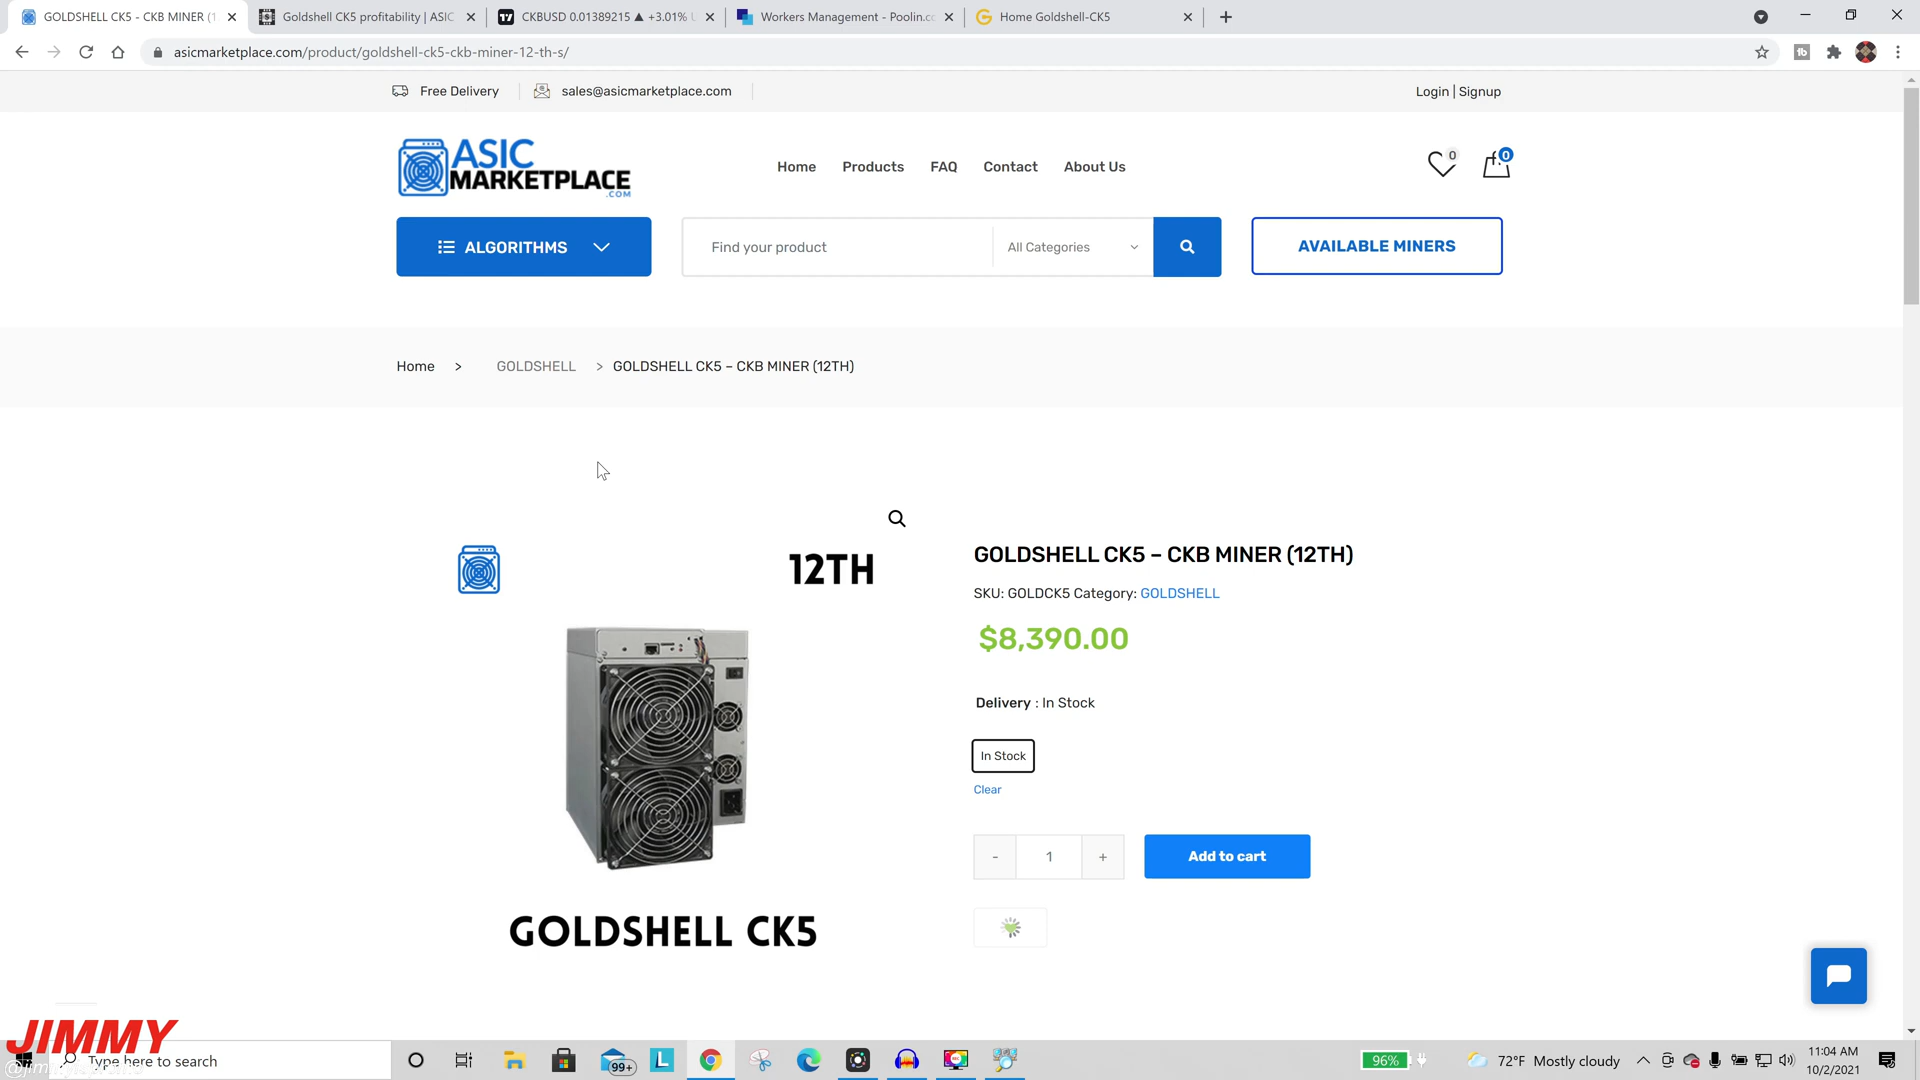 GOLDSHELL CK5 - CKB MINER (1
Goldshell CK5 profitability | ASIC
CKBUSD 0.01389215 ▲ +3.01% U
Workers Management - Poolin.co
Home Goldshell-CK5
asicmarketplace.com/product/goldshell-ck5-ckb-miner-12-th-s/
Free Delivery
sales@asicmarketplace.com
Login | Signup
ASIC
MARKETPLACE
.COM
Home
Products
FAQ
Contact
About Us
0
0
ALGORITHMS
Find your product
All Categories
AVAILABLE MINERS
Home > GOLDSHELL > GOLDSHELL CK5 – CKB MINER (12TH)
12TH
GOLDSHELL CK5
GOLDSHELL CK5 – CKB MINER (12TH)
SKU: GOLDCK5 Category: GOLDSHELL
$8,390.00
Delivery : In Stock
In Stock
Clear
- 1 +
Add to cart
JIMMY
Type here to search
99+
96%
72°F Mostly cloudy
11:04 AM
10/2/2021